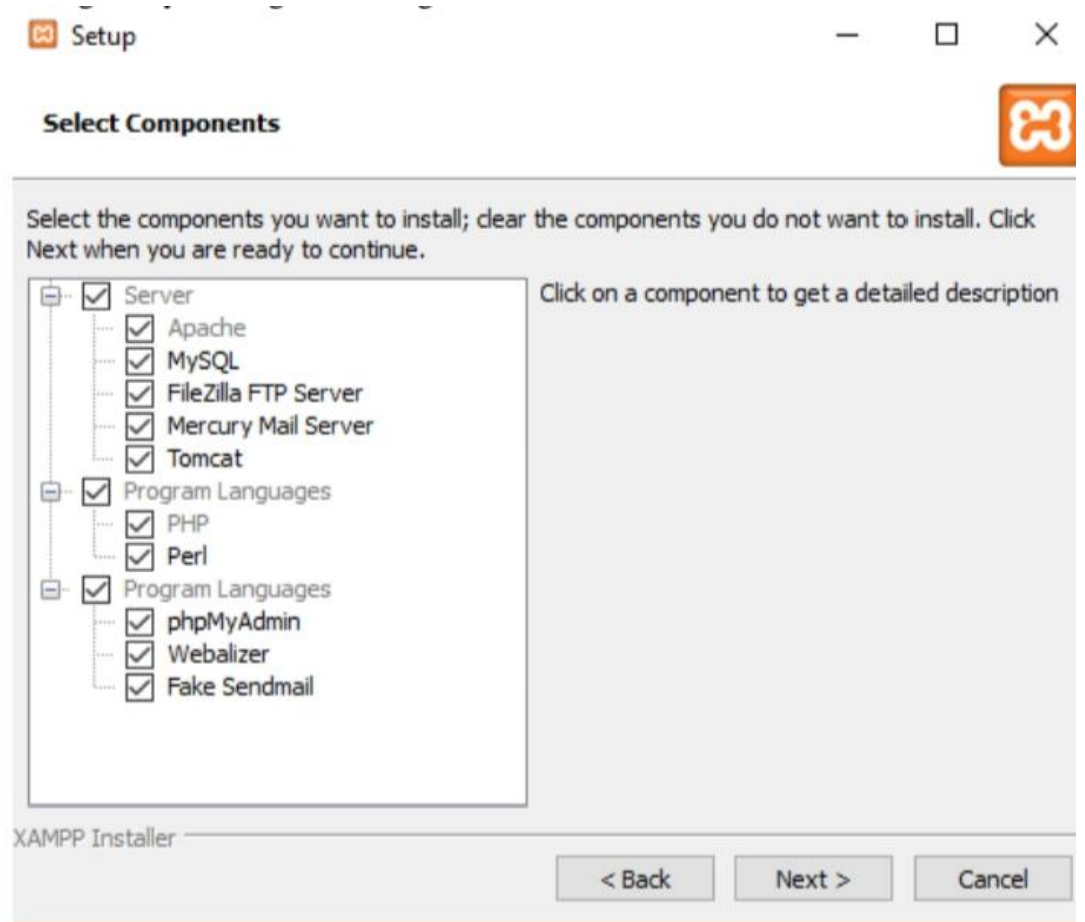 Setup
Select Components
Select the components you want to install; clear the components you do not want to install. Click
Next when you are ready to continue.
Server
Apache
MySQL
FileZilla FTP Server
Mercury Mail Server
Tomcat
Program Languages
PHP
Perl
Program Languages
phpMyAdmin
Webalizer
Fake Sendmail
Click on a component to get a detailed description
XAMPP Installer
< Back
Next >
Cancel